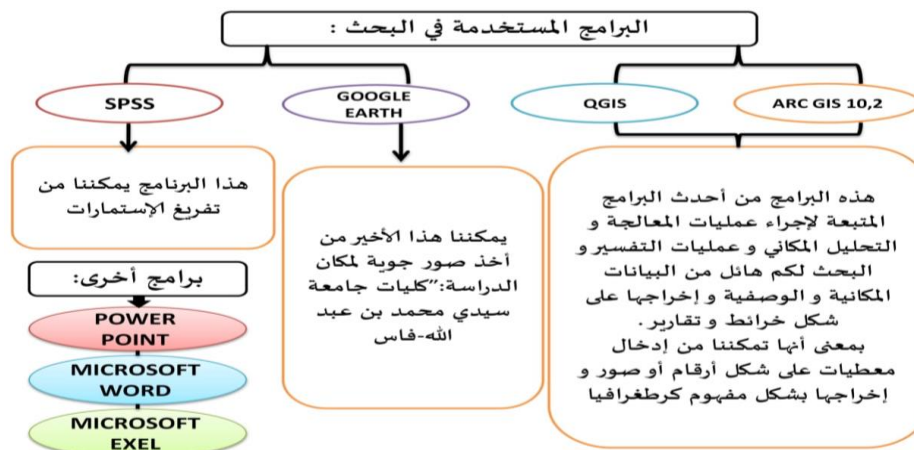 البرامج المستخدمة في البحث :
ARC GIS 10,2
QGIS
هذه البرامج من أحدث البرامج
المتبعة لإجراء عمليات المعالجة و
التحليل المكاني و عمليات التفسير و
البحث لكم هائل من البيانات
المكانية و الوصفية و إخراجها على
شكل خرائط و تقارير .
بمعنى أنها تمكننا من إدخال
معطيات على شكل أرقام أو صور و
إخراجها بشكل مفهوم كرطغرافيا
GOOGLE
EARTH
يمكننا هذا الأخير من
أخذ صور جوية لمكان
الدراسة:"كليات جامعة
سيدي محمد بن عبد
الله-فاس
SPSS
هذا البرنامج يمكننا من
تفريغ الإستمارات
برامج أخرى:
POWER
POINT
MICROSOFT
WORD
MICROSOFT
EXEL